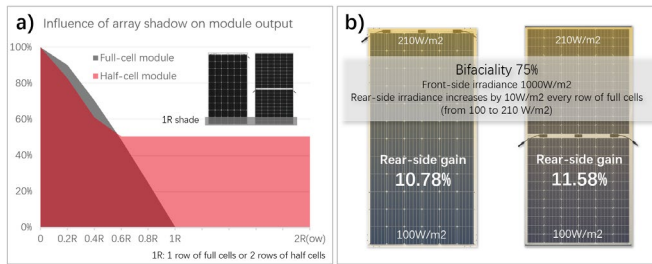 a) Influence of array shadow on module output
100%
80%
60%
40%
20%
0%
Full-cell module
Half-cell module
1R shade
0 0.2R 0.4R 0.6R 0.8R 1R 2R(ow)
1R: 1 row of full cells or 2 rows of half cells
b)
210W/m2 210W/m2
Bifaciality 75%
Front-side irradiance 1000W/m2
Rear-side irradiance increases by 10W/m2 every row of full cells
(from 100 to 210 W/m2)
Rear-side gain
10.78%
Rear-side gain
11.58%
100W/m2 100W/m2